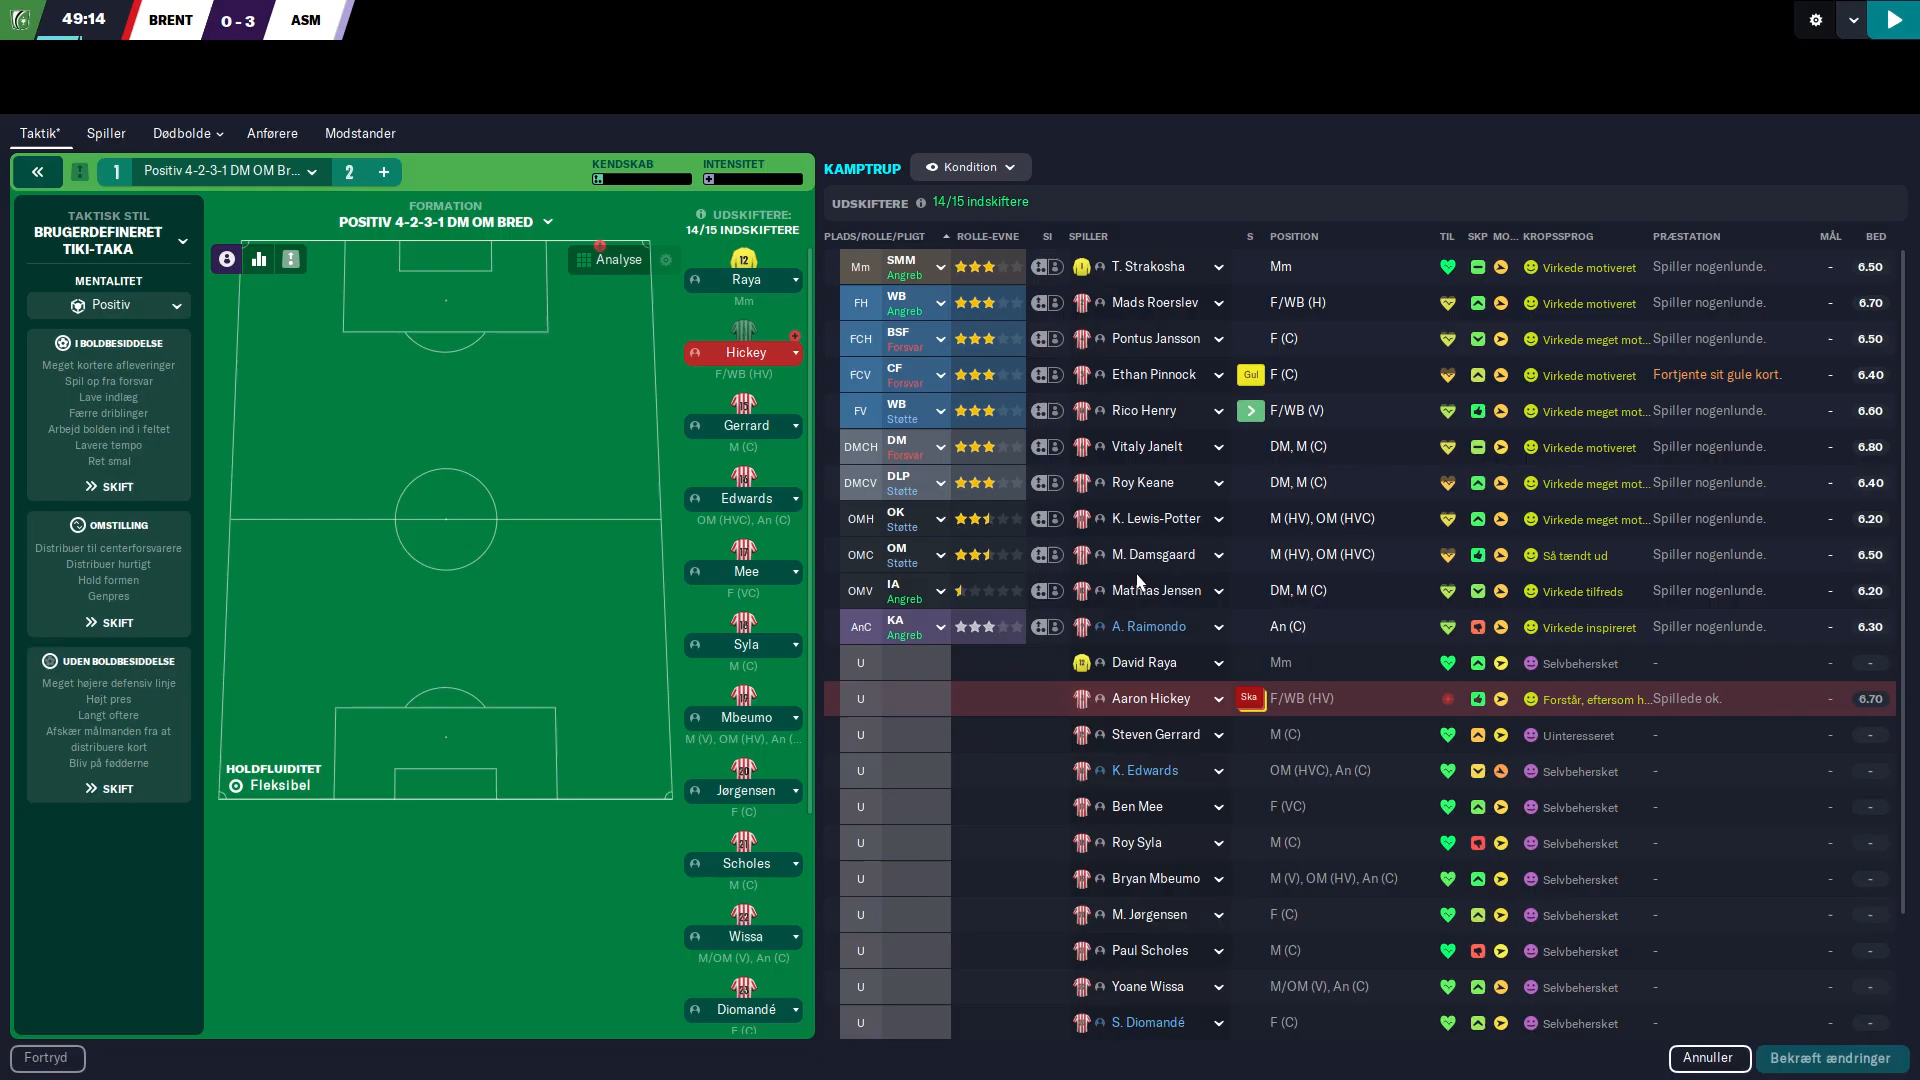 49:14 BRENT 0 - 3 ASM
Taktik* Spiller Dødbolde Anførere Modstander
1 Positiv 4-2-3-1 DM OM Br... 2 +
KENDSKAB INTENSITET
TAKTISK STIL
BRUGERDEFINERET
TIKI-TAKA
MENTALITET
Positiv
I BOLDBESIDDELSE
Meget kortere afleveringer
Spil op fra forsvar
Lave indlæg
Færre driblinger
Arbejd bolden ind i feltet
Lavere tempo
Ret smal
SKIFT
OMSTILLING
Distribuer til centerforsvarere
Distribuer hurtigt
Hold formen
Genpres
SKIFT
UDEN BOLDBESIDDELSE
Meget højere defensiv linje
Højt pres
Langt oftere
Afskær målmanden fra at
distribuere kort
Bliv på fødderne
SKIFT
FORMATION
POSITIV 4-2-3-1 DM OM BRED
Analyse
HOLDFLUIDITET
Fleksibel
UDSKIFTERE:
14/15 INDSKIFTERE
12
Raya
Mm
Hickey
F/WB (HV)
Gerrard
M (C)
Edwards
OM (HVC), An (C)
Mee
F (VC)
Syla
M (C)
Mbeumo
M (V), OM (HV), An (...
Jørgensen
F (C)
Scholes
M (C)
Wissa
M/OM (V), An (C)
Diomandé
F (C)
KAMPTRUP Kondition
UDSKIFTERE 14/15 indskiftere
PLADS/ROLLE/PLIGT ROLLE-EVNE SI SPILLER S POSITION TIL SKP MO... KROPSSPROG PRÆSTATION MÅL BED
Mm SMM Angreb T. Strakosha Mm Virkede motiveret Spiller nogenlunde. - 6.50
FH WB Angreb Mads Roerslev F/WB (H) Virkede motiveret Spiller nogenlunde. - 6.70
FCH BSF Forsvar Pontus Jansson F (C) Virkede meget mot... Spiller nogenlunde. - 6.50
FCV CF Forsvar Ethan Pinnock Gul F (C) Virkede motiveret Fortjente sit gule kort. - 6.40
FV WB Støtte Rico Henry F/WB (V) Virkede meget mot... Spiller nogenlunde. - 6.60
DMCH DM Forsvar Vitaly Janelt DM, M (C) Virkede motiveret Spiller nogenlunde. - 6.80
DMCV DLP Støtte Roy Keane DM, M (C) Virkede meget mot... Spiller nogenlunde. - 6.40
OMH OK Støtte K. Lewis-Potter M (HV), OM (HVC) Virkede meget mot... Spiller nogenlunde. - 6.20
OMC OM Støtte M. Damsgaard M (HV), OM (HVC) Så tændt ud Spiller nogenlunde. - 6.50
OMV IA Angreb Mathias Jensen DM, M (C) Virkede tilfreds Spiller nogenlunde. - 6.20
AnC KA Angreb A. Raimondo An (C) Virkede inspireret Spiller nogenlunde. - 6.30
U David Raya Mm Selvbehersket - - -
U Aaron Hickey Ska F/WB (HV) Forstår, eftersom h... Spillede ok. - 6.70
U Steven Gerrard M (C) Uinteresseret - - -
U K. Edwards OM (HVC), An (C) Selvbehersket - - -
U Ben Mee F (VC) Selvbehersket - - -
U Roy Syla M (C) Selvbehersket - - -
U Bryan Mbeumo M (V), OM (HV), An (C) Selvbehersket - - -
U M. Jørgensen F (C) Selvbehersket - - -
U Paul Scholes M (C) Selvbehersket - - -
U Yoane Wissa M/OM (V), An (C) Selvbehersket - - -
U S. Diomandé F (C) Selvbehersket - - -
Fortryd Annuller Bekræft ændringer